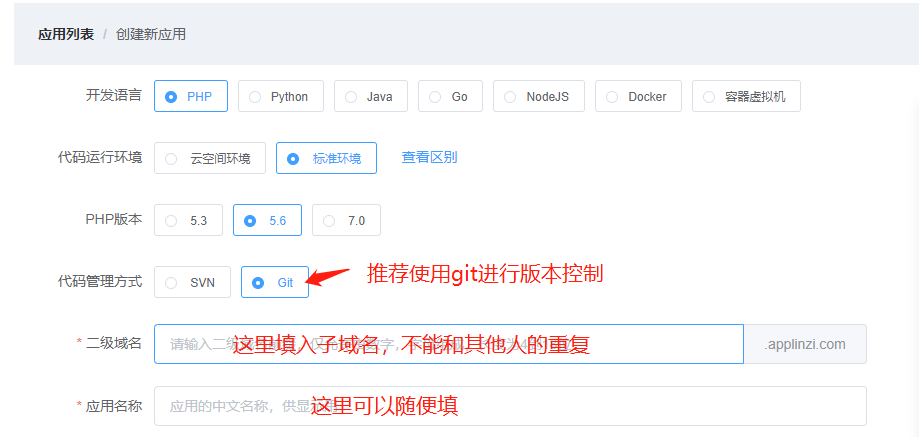 应用列表 / 创建新应用
开发语言 PHP Python Java Go NodeJS Docker 容器虚拟机
代码运行环境 云空间环境 标准环境 查看区别
PHP版本 5.3 5.6 7.0
代码管理方式 SVN Git 推荐使用git进行版本控制
* 二级域名 请输入二级 这里填入子域名，不能和其他人的重复 .applinzi.com
* 应用名称 应用的中文名称，供显 这里可以随便填